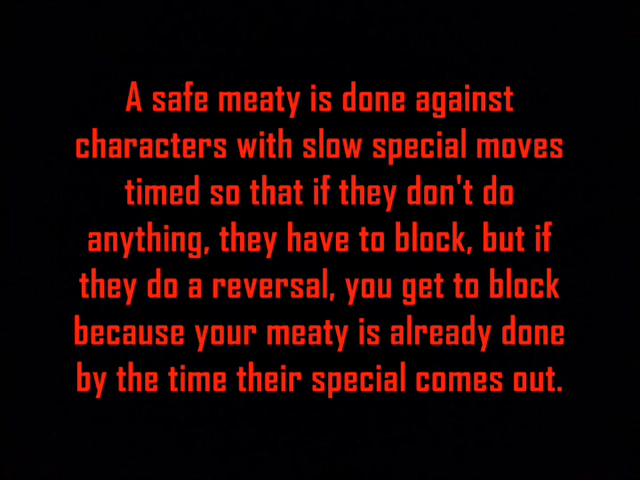 A safe meaty is done against
characters with slow special moves
timed so that if they don't do
anything, they have to block, but if
they do a reversal, you get to block
because your meaty is already done
by the time their special comes out.